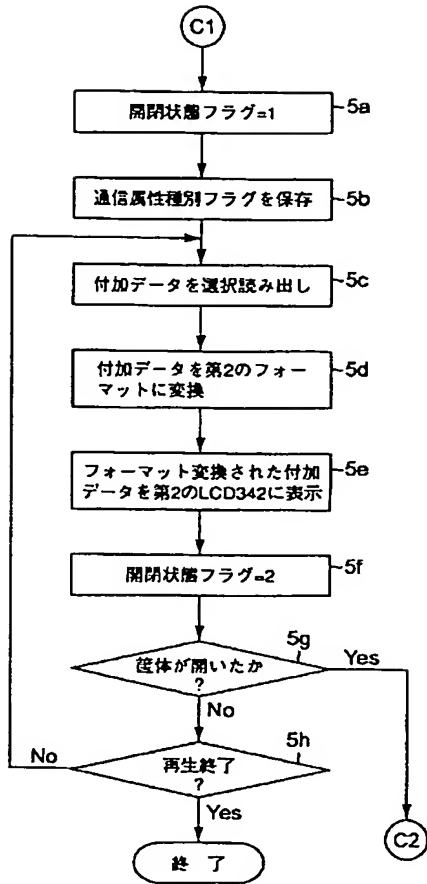 C1
開閉状態フラグ=1
5a
通信属性種別フラグを保存
5b
付加データを選択読み出し
5c
付加データを第2のフォー
マットに変換
5d
フォーマット変換された付加
データを第2のLCD342に表示
5e
開閉状態フラグ=2
5f
筐体が開いたか
?
5g
Yes
No
再生終了
?
5h
No
Yes
終 了
C2